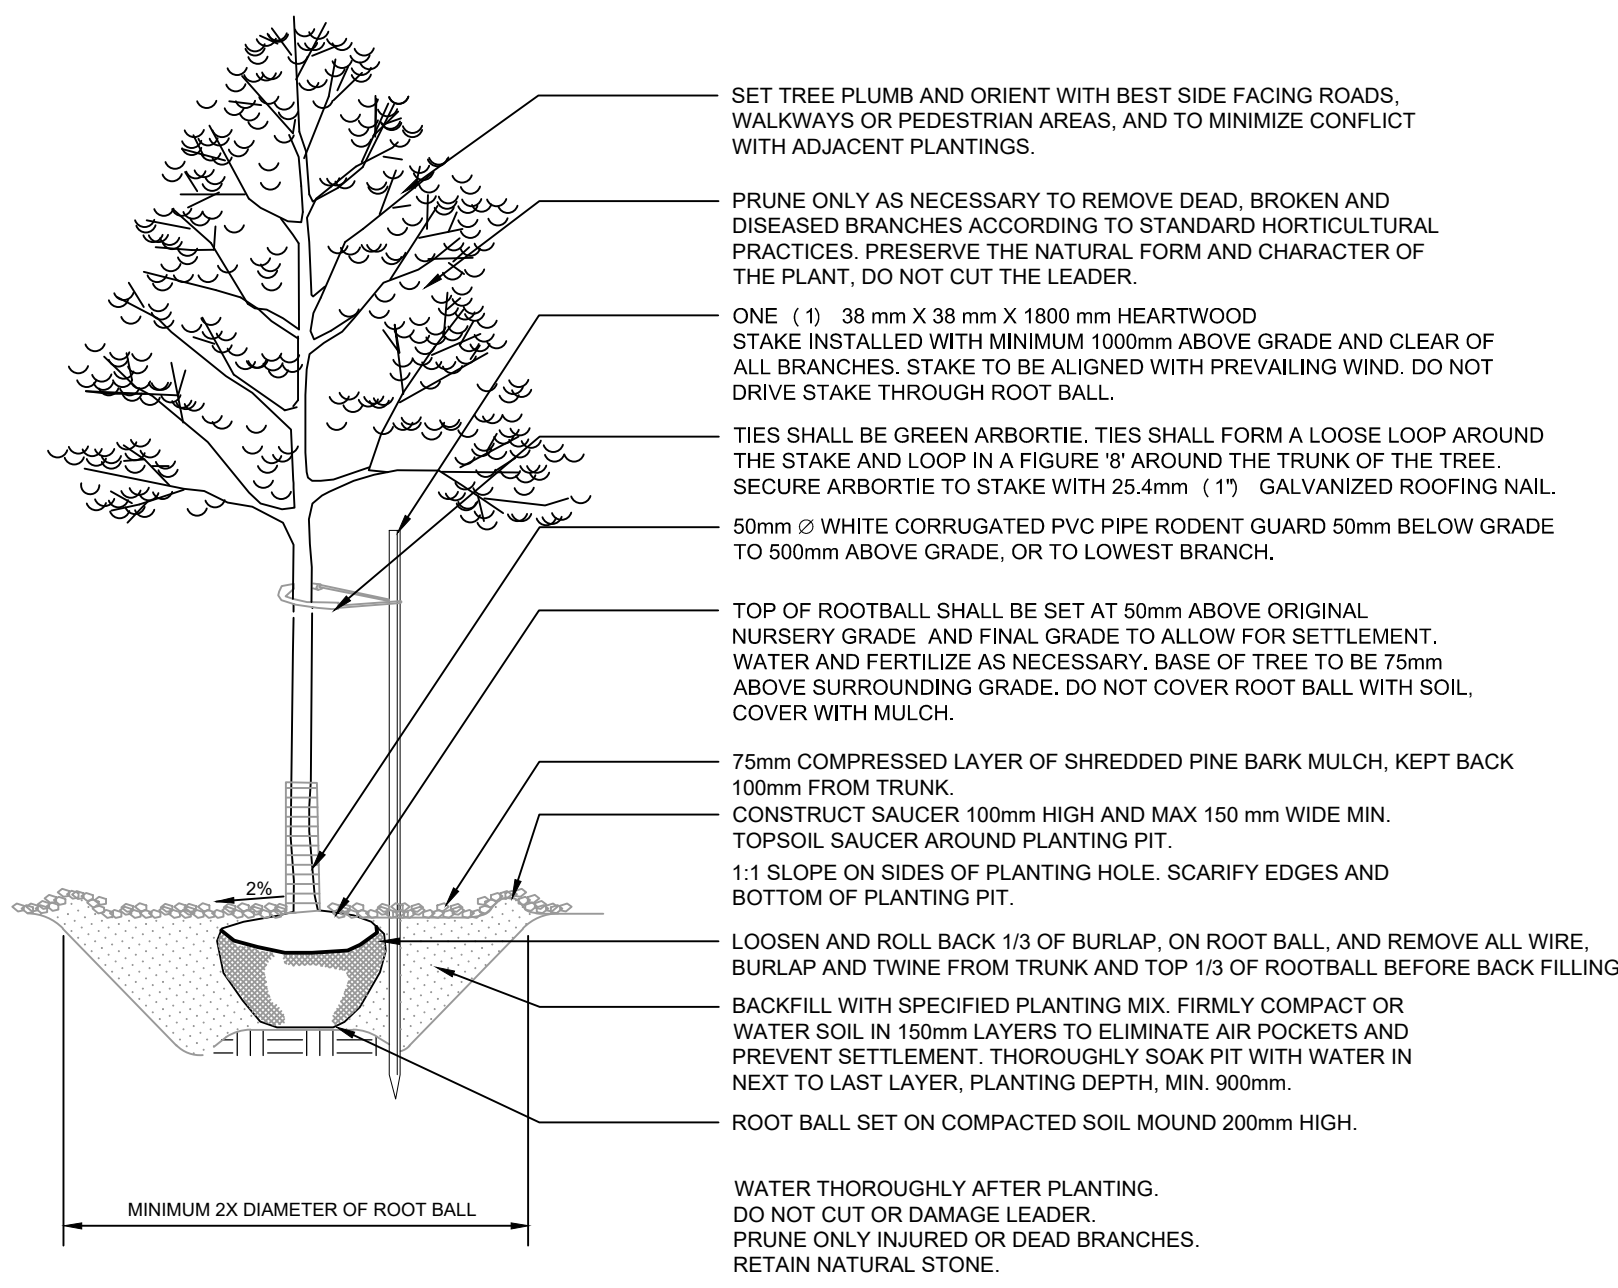 SET TREE PLUMB AND ORIENT WITH BEST SIDE FACING ROADS,
WALKWAYS OR PEDESTRIAN AREAS, AND TO MINIMIZE CONFLICT
WITH ADJACENT PLANTINGS.
PRUNE ONLY AS NECESSARY TO REMOVE DEAD, BROKEN AND
DISEASED BRANCHES ACCORDING TO STANDARD HORTICULTURAL
PRACTICES. PRESERVE THE NATURAL FORM AND CHARACTER OF
THE PLANT, DO NOT CUT THE LEADER.
ONE (1) 38 mm X 38 mm X 1800 mm HEARTWOOD
STAKE INSTALLED WITH MINIMUM 1000mm ABOVE GRADE AND CLEAR OF
ALL BRANCHES. STAKE TO BE ALIGNED WITH PREVAILING WIND. DO NOT
DRIVE STAKE THROUGH ROOT BALL.
TIES SHALL BE GREEN ARBORTIE. TIES SHALL FORM A LOOSE LOOP AROUND
THE STAKE AND LOOP IN A FIGURE '8' AROUND THE TRUNK OF THE TREE.
SECURE ARBORTIE TO STAKE WITH 25.4mm (1") GALVANIZED ROOFING NAIL.
50mm ∅ WHITE CORRUGATED PVC PIPE RODENT GUARD 50mm BELOW GRADE
TO 500mm ABOVE GRADE, OR TO LOWEST BRANCH.
TOP OF ROOTBALL SHALL BE SET AT 50mm ABOVE ORIGINAL
NURSERY GRADE AND FINAL GRADE TO ALLOW FOR SETTLEMENT.
WATER AND FERTILIZE AS NECESSARY. BASE OF TREE TO BE 75mm
ABOVE SURROUNDING GRADE. DO NOT COVER ROOT BALL WITH SOIL,
COVER WITH MULCH.
75mm COMPRESSED LAYER OF SHREDDED PINE BARK MULCH, KEPT BACK
100mm FROM TRUNK.
CONSTRUCT SAUCER 100mm HIGH AND MAX 150 mm WIDE MIN.
TOPSOIL SAUCER AROUND PLANTING PIT.
1:1 SLOPE ON SIDES OF PLANTING HOLE. SCARIFY EDGES AND
BOTTOM OF PLANTING PIT.
2%
LOOSEN AND ROLL BACK 1/3 OF BURLAP, ON ROOT BALL, AND REMOVE ALL WIRE,
BURLAP AND TWINE FROM TRUNK AND TOP 1/3 OF ROOTBALL BEFORE BACK FILLING
BACKFILL WITH SPECIFIED PLANTING MIX. FIRMLY COMPACT OR
WATER SOIL IN 150mm LAYERS TO ELIMINATE AIR POCKETS AND
PREVENT SETTLEMENT. THOROUGHLY SOAK PIT WITH WATER IN
NEXT TO LAST LAYER, PLANTING DEPTH, MIN. 900mm.
ROOT BALL SET ON COMPACTED SOIL MOUND 200mm HIGH.
MINIMUM 2X DIAMETER OF ROOT BALL
WATER THOROUGHLY AFTER PLANTING.
DO NOT CUT OR DAMAGE LEADER.
PRUNE ONLY INJURED OR DEAD BRANCHES.
RETAIN NATURAL STONE.